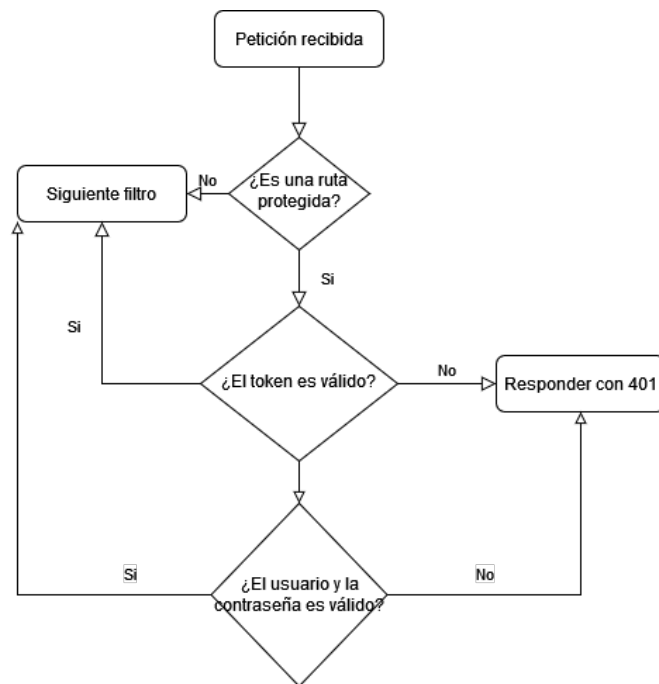 Petición recibida
¿Es una ruta
protegida?
No
Siguiente filtro
Si
¿El token es válido?
Si
No
Responder con 401
¿El usuario y la
contraseña es válido?
Si
No